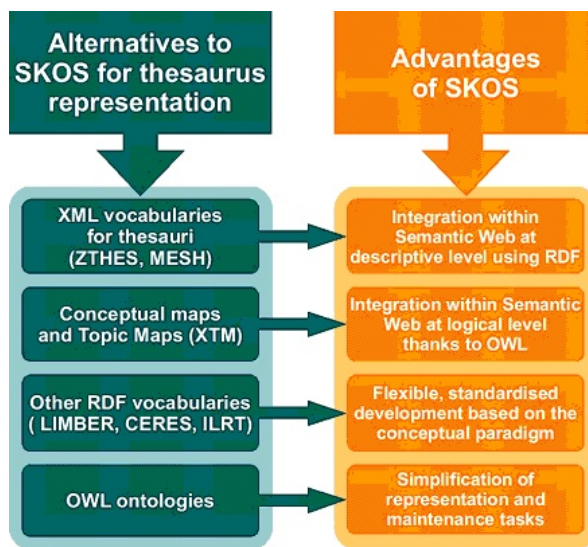 Alternatives to
SKOS for thesaurus
representation
Advantages
of SKOS
XML vocabularies
for thesauri
(ZTHES, MESH)
Integration within
Semantic Web at
descriptive level using RDF
Conceptual maps
and Topic Maps (XTM)
Integration within Semantic
Web at logical level
thanks to OWL
Other RDF vocabularies
( LIMBER, CERES, ILRT)
Flexible, standardised
development based on the
conceptual paradigm
OWL ontologies
Simplification of
representation and
maintenance tasks